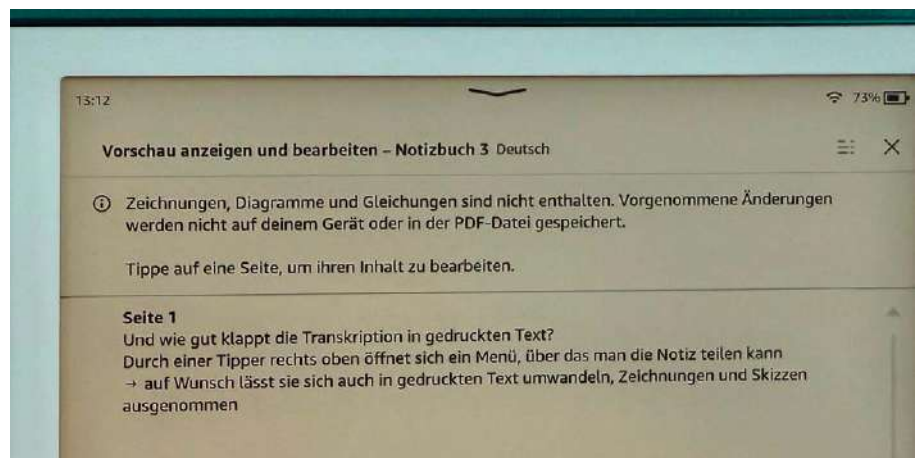 13:12
73%
Vorschau anzeigen und bearbeiten – Notizbuch 3 Deutsch
Zeichnungen, Diagramme und Gleichungen sind nicht enthalten. Vorgenommene Änderungen
werden nicht auf deinem Gerät oder in der PDF-Datei gespeichert.
Tippe auf eine Seite, um ihren Inhalt zu bearbeiten.
Seite 1
Und wie gut klappt die Transkription in gedruckten Text?
Durch einer Tipper rechts oben öffnet sich ein Menü, über das man die Notiz teilen kann
→ auf Wunsch lässt sie sich auch in gedruckten Text umwandeln, Zeichnungen und Skizzen
ausgenommen